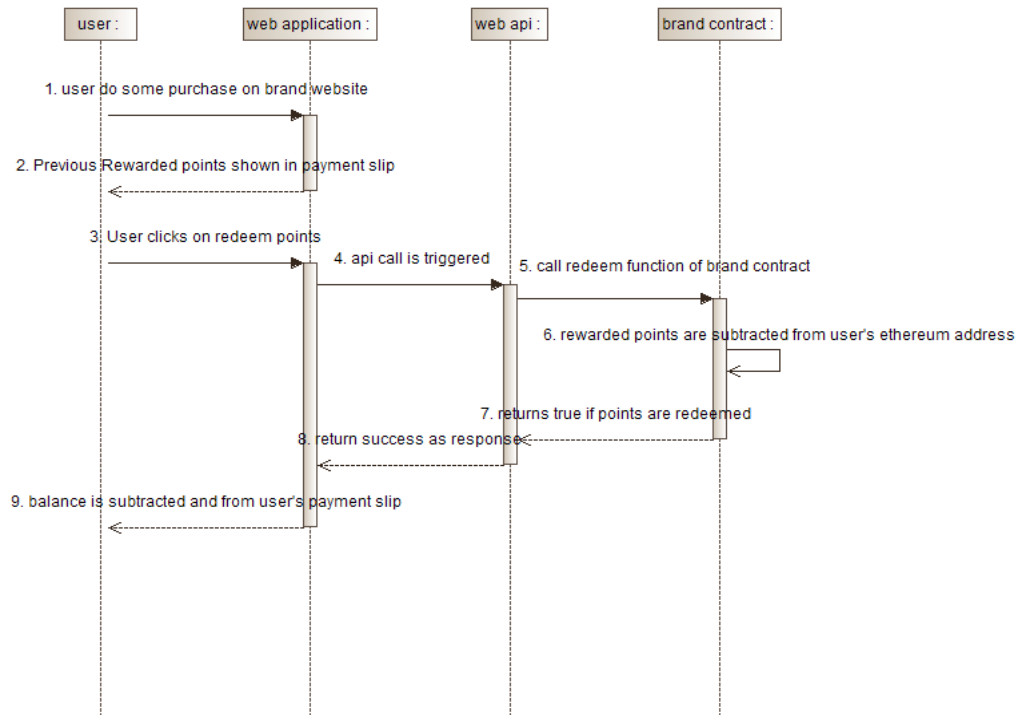 user :
web application :
web api :
brand contract :
1. user do some purchase on brand website
2. Previous Rewarded points shown in payment slip
3. User clicks on redeem points
4. api call is triggered
5. call redeem function of brand contract
6. rewarded points are subtracted from user's ethereum address
7. returns true if points are redeemed
8. return success as response
9. balance is subtracted and from user's payment slip